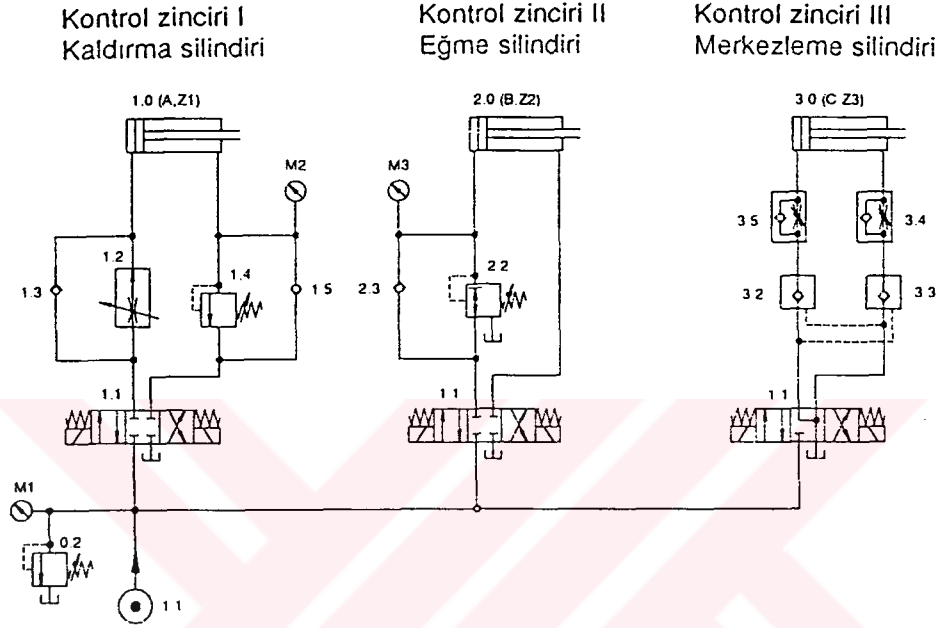 Kontrol zinciri I
Kaldırma silindiri
Kontrol zinciri II
Eğme silindiri
Kontrol zinciri III
Merkezleme silindiri
1.0 (A,Z1)
2.0 (B.Z2)
3.0 (C Z3)
M2
M3
1.2
1.3
1.4
1.5
2.2
2.3
3.5
3.4
3.2
3.3
1.1
1 1
1 1
M1
0.2
1 1